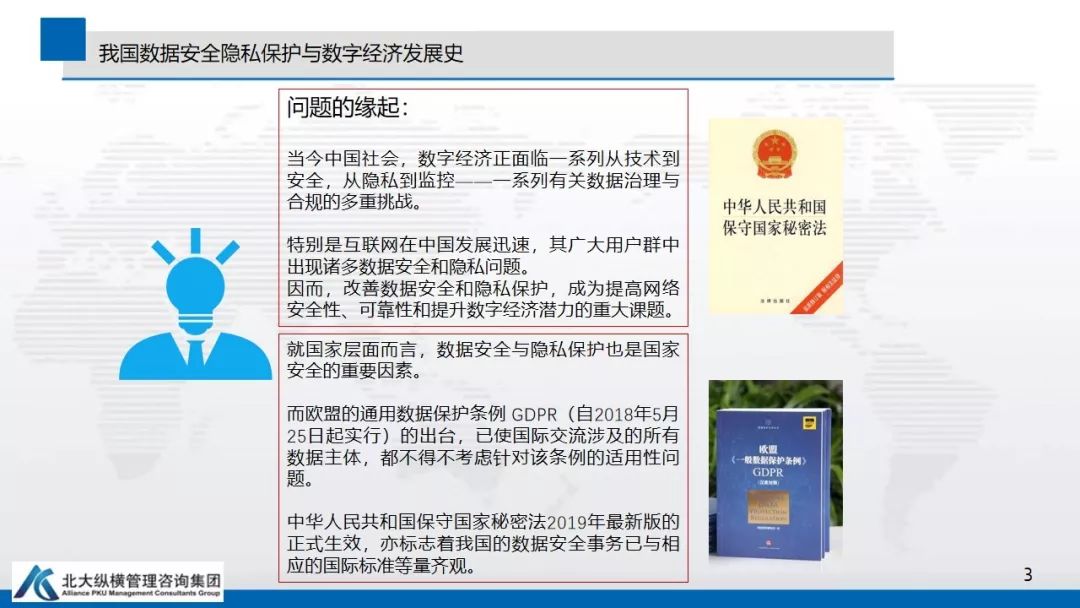 我国数据安全隐私保护与数字经济发展史
问题的缘起：
当今中国社会，数字经济正面临一系列从技术到
安全，从隐私到监控——一系列有关数据治理与
合规的多重挑战。
特别是互联网在中国发展迅速，其广大用户群中
出现诸多数据安全和隐私问题。
因而，改善数据安全和隐私保护，成为提高网络
安全性、可靠性和提升数字经济潜力的重大课题。
就国家层面而言，数据安全与隐私保护也是国家
安全的重要因素。
而欧盟的通用数据保护条例 GDPR（自2018年5月
25日起实行）的出台，已使国际交流涉及的所有
数据主体，都不得不考虑针对该条例的适用性问
题。
中华人民共和国保守国家秘密法2019年最新版的
正式生效，亦标志着我国的数据安全事务已与相
应的国际标准等量齐观。
中华人民共和国
保守国家秘密法
法律出版社
欧盟
《一般数据保护条例》
GDPR
（汉英对照）
北大纵横管理咨询集团
Alliance PKU Management Consultants Group
3